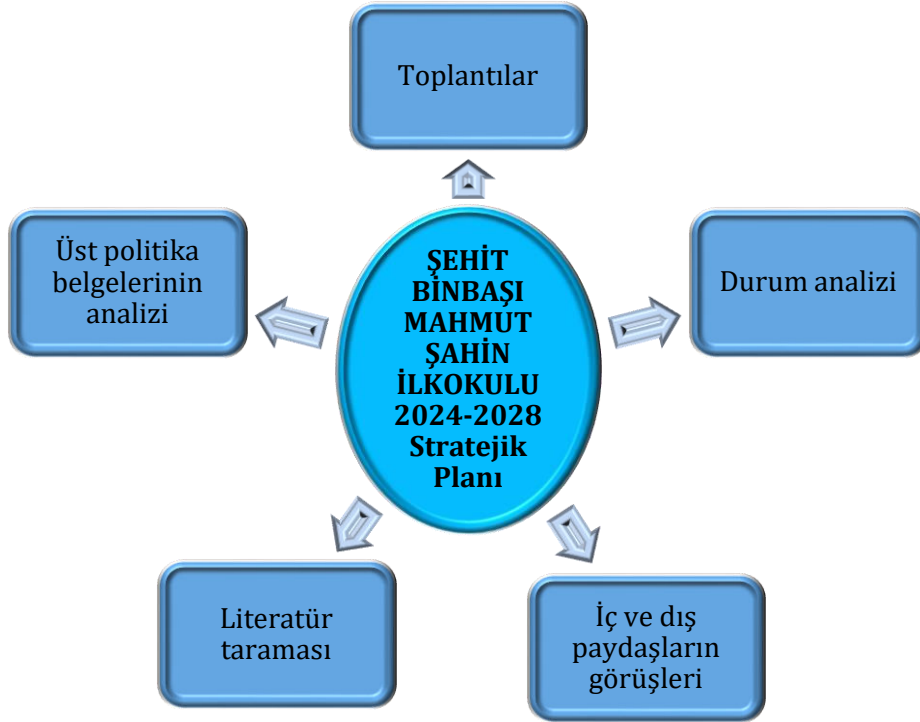 Toplantılar
Üst politika
belgelerinin
analizi
ŞEHİT
BİNBAŞI
MAHMUT
ŞAHİN
İLKOKULU
2024-2028
Stratejik
Planı
Durum analizi
Literatür
taraması
İç ve dış
paydaşların
görüşleri